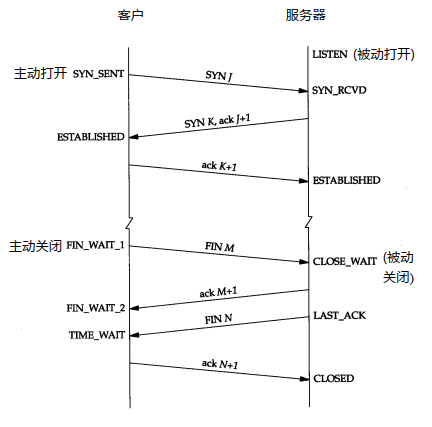 客户 服务器
LISTEN (被动打开)
主动打开 SYN_SENT SYN J
SYN_RCVD
SYN K, ack J+1
ESTABLISHED
ack K+1
ESTABLISHED
主动关闭 FIN_WAIT_1 FIN M
CLOSE_WAIT (被动
关闭)
ack M+1
FIN_WAIT_2
FIN N LAST_ACK
TIME_WAIT
ack N+1
CLOSED